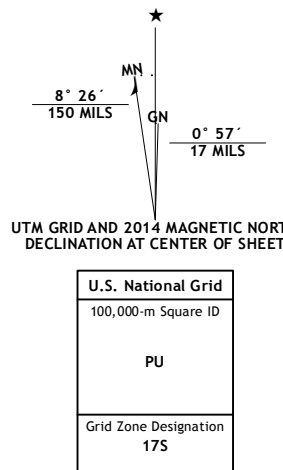 MN
8° 26´
150 MILS
GN
0° 57´
17 MILS
UTM GRID AND 2014 MAGNETIC NORT
DECLINATION AT CENTER OF SHEET
U.S. National Grid
100,000-m Square ID
PU
Grid Zone Designation
17S